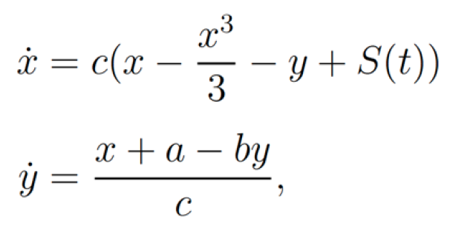 ẋ = c(x − x³/3 − y + S(t))
ẏ = (x + a − by)/c,